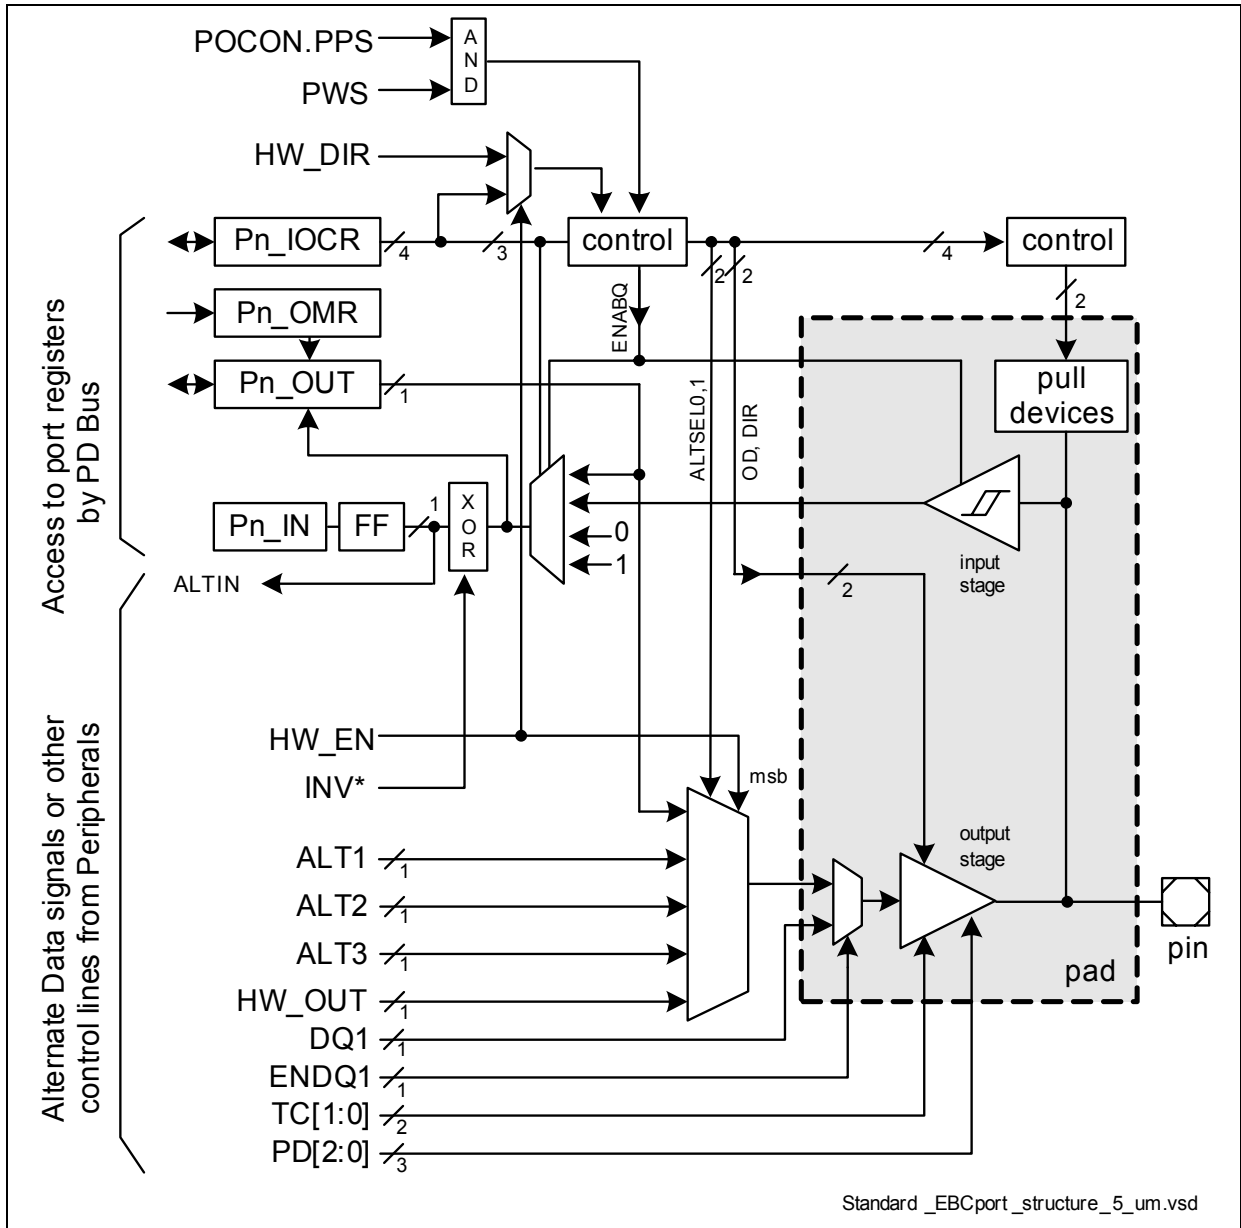 POCON.PPS
A
N
D
PWS
HW_DIR
Pn_IOCR
4
3
control
2
2
4
control
Pn_OMR
ENABQ
2
Pn_OUT
1
pull
devices
ALTSEL0,1
OD, DIR
Access to port registers
by PD Bus
Pn_IN
FF
1
X
O
R
0
1
input
stage
2
ALTIN
Alternate Data signals or other
control lines from Peripherals
HW_EN
INV*
msb
output
stage
ALT1
1
ALT2
1
ALT3
1
HW_OUT
1
DQ1
1
ENDQ1
1
TC[1:0]
2
PD[2:0]
3
pad
pin
Standard _EBCport _structure_5_um.vsd